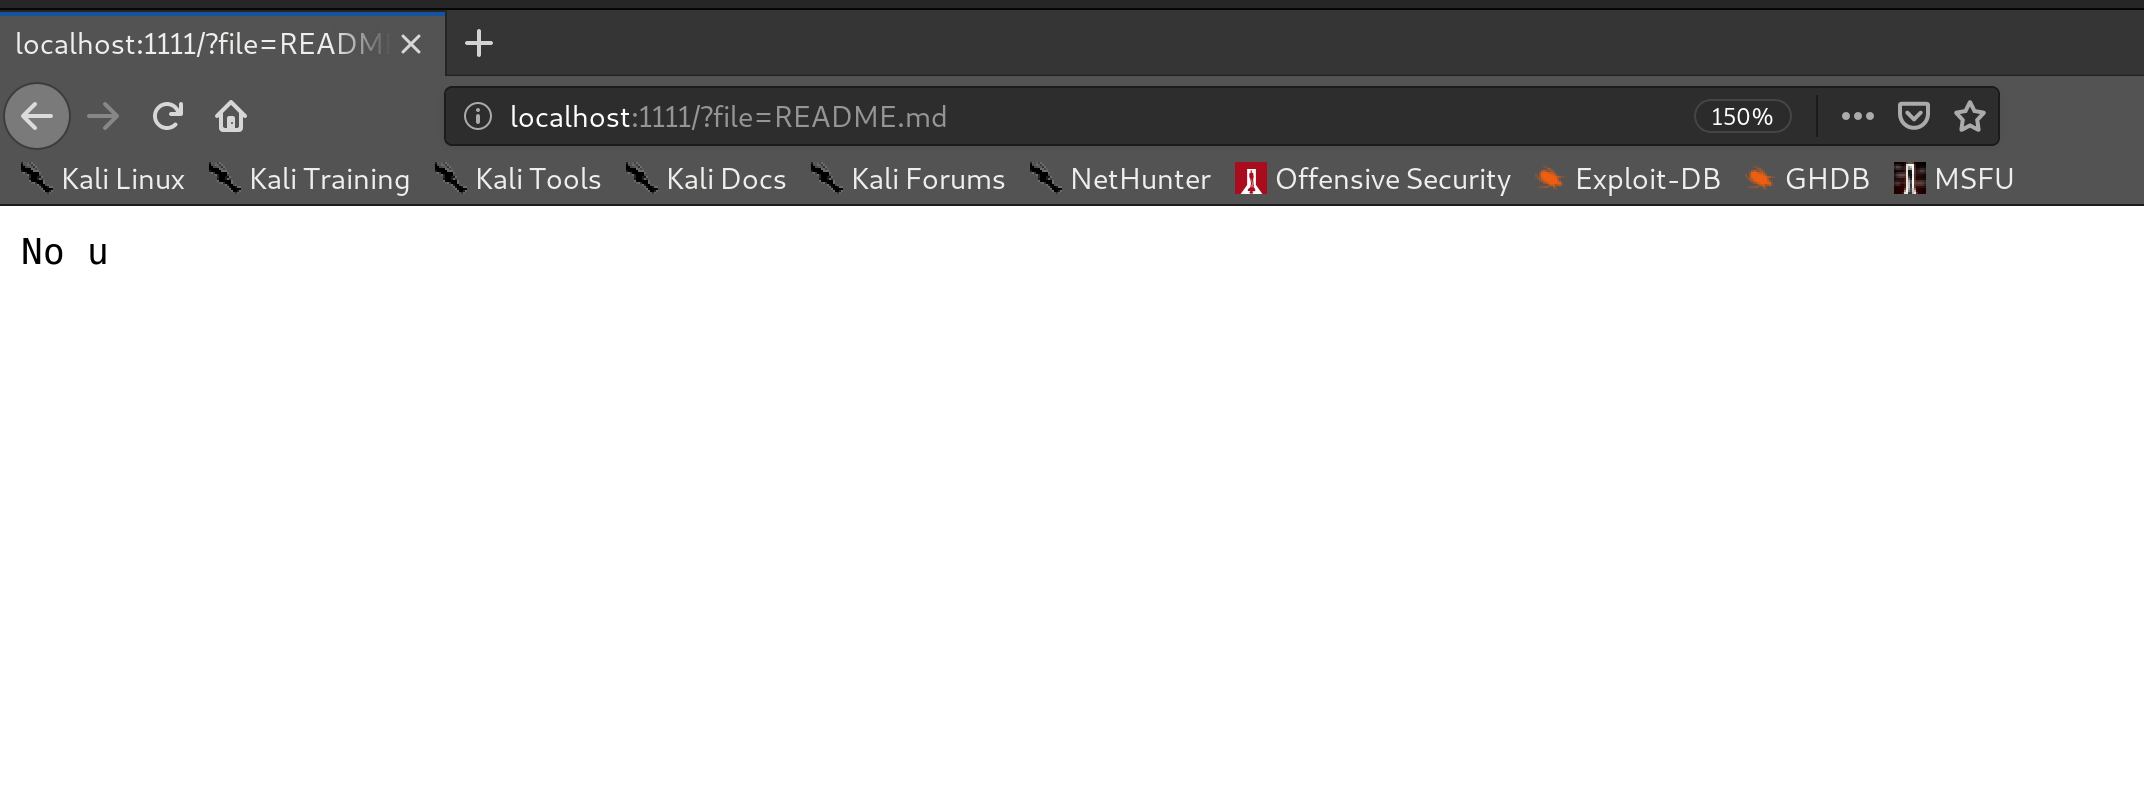 localhost:1111/?file=READM
localhost:1111/?file=README.md 150%
Kali Linux Kali Training Kali Tools Kali Docs Kali Forums NetHunter Offensive Security Exploit-DB GHDB MSFU
No u